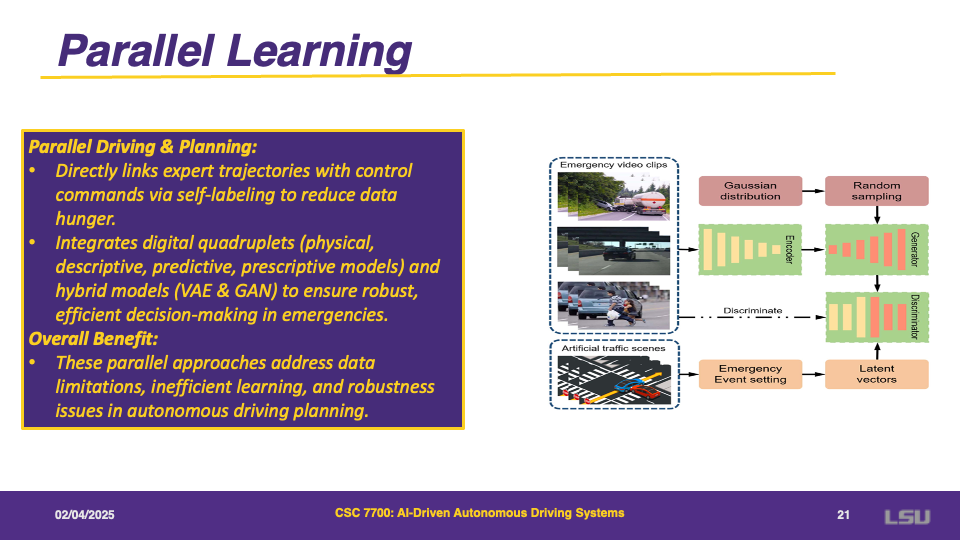 Parallel Learning
Parallel Driving & Planning:
• Directly links expert trajectories with control
commands via self-labeling to reduce data
hunger.
• Integrates digital quadruplets (physical,
descriptive, predictive, prescriptive models) and
hybrid models (VAE & GAN) to ensure robust,
efficient decision-making in emergencies.
Overall Benefit:
• These parallel approaches address data
limitations, inefficient learning, and robustness
issues in autonomous driving planning.
Emergency video clips
Gaussian
distribution
Random
sampling
Encoder
Generator
Discriminate
Discriminator
Artificial traffic scenes
Emergency
Event setting
Latent
vectors
02/04/2025
CSC 7700: AI-Driven Autonomous Driving Systems
21
LSU